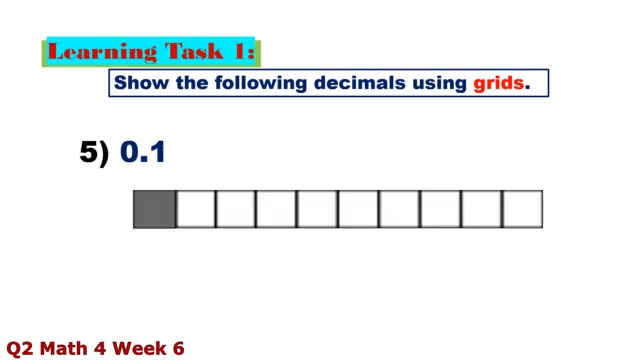 Learning Task 1:
Show the following decimals using grids.
5) 0.1
Q2 Math 4 Week 6